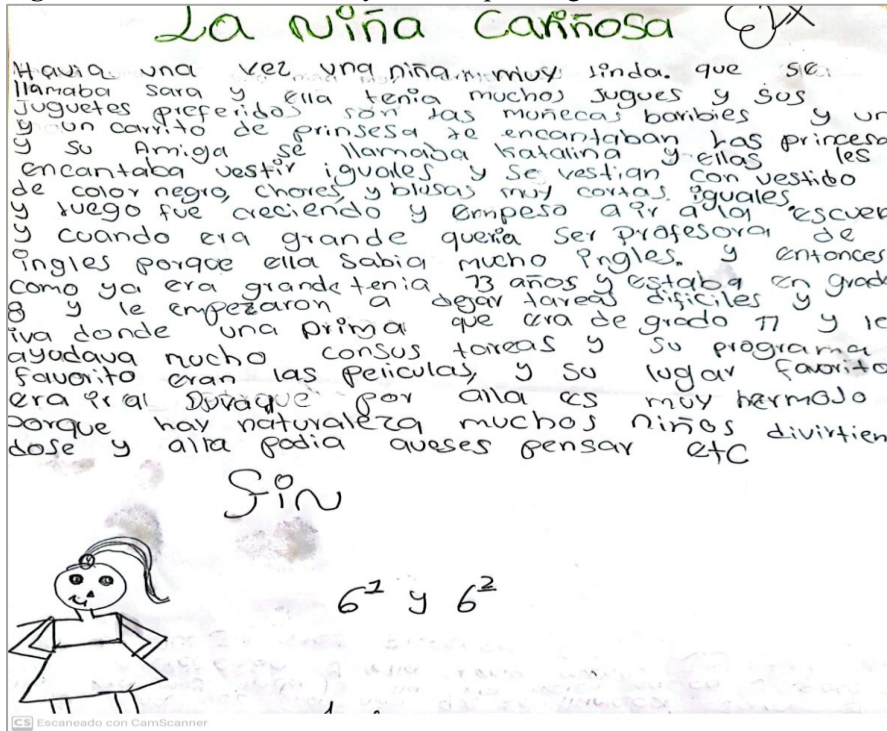 La Niña Cariñosa
Havia una vez una niña muy linda. que se
llamaba Sara y ella tenia muchos jugues y sus
juguetes preferidos son las muñecas baribies y un
y un carrito de prinsesa le encantaban las princesa
y su Amiga se llamaba Katalina y ellas les
encantaba vestir iguales y se vestian con vestido
de color negro, chores, y blusas muy cortas iguales
y luego fue creciendo y empeso a ir a la escuel
y cuando era grande queria ser profesora de
ingles porque ella sabia mucho ingles. y entonces
como ya era grande tenia 13 años y estaba en grado
8 y le empezaron a dejar tareas dificiles y
iva donde una prima que era de grado 11 y le
ayudava mucho consus tareas y su programa
favorito eran las peliculas, y su lugar favorito
era ir al parque por alla es muy hermoso
porque hay naturaleza muchos niños divirtien
dose y alla podia aveses pensar etc
Fin
6¹ y 6²
CS Escaneado con CamScanner